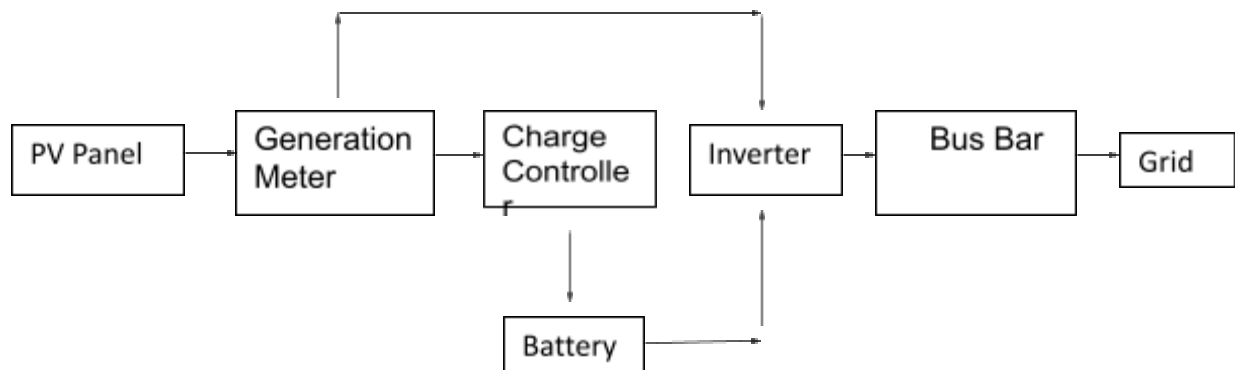 PV Panel
Generation
Meter
Charge
Controlle
r
Inverter
Bus Bar
Grid
Battery